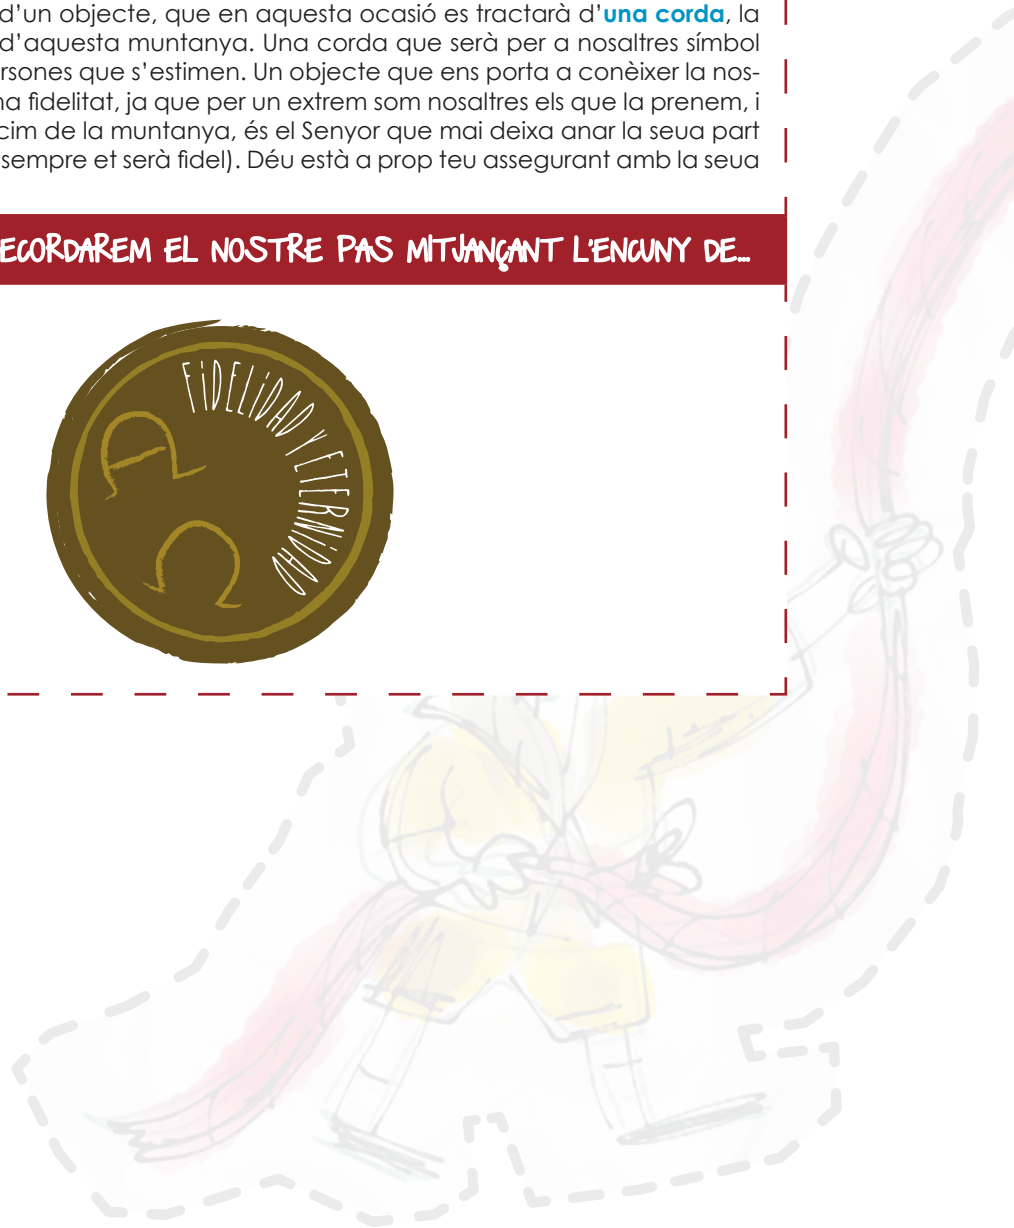 d’un objecte, que en aquesta ocasió es tractarà d’una corda, la
d’aquesta muntanya. Una corda que serà per a nosaltres símbol
rsones que s’estimen. Un objecte que ens porta a conèixer la nos-
na fidelitat, ja que per un extrem som nosaltres els que la prenem, i
cim de la muntanya, és el Senyor que mai deixa anar la seua part
sempre et serà fidel). Déu està a prop teu assegurant amb la seua
ECORDAREM EL NOSTRE PAS MITJANÇANT L’ENCUNY DE...
FiDELiDAD Y ETERNiDAD
A Ω